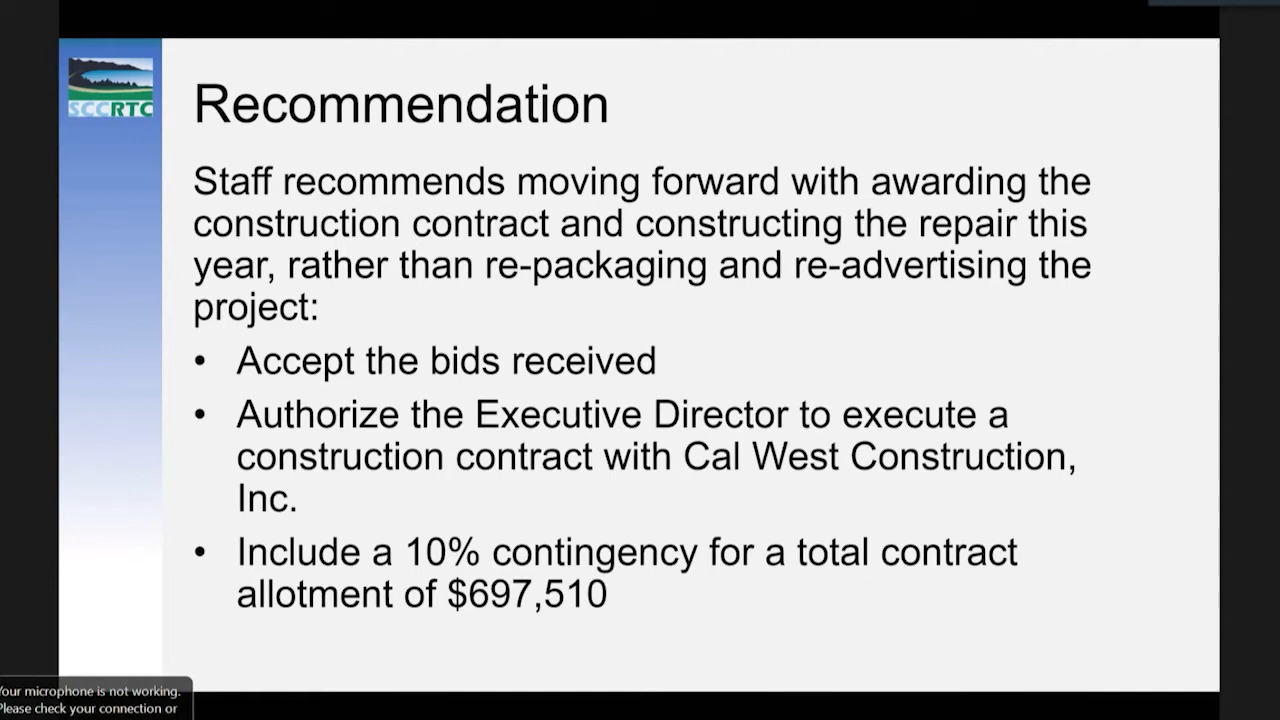 SCCRTC
Recommendation
Staff recommends moving forward with awarding the
construction contract and constructing the repair this
year, rather than re-packaging and re-advertising the
project:
• Accept the bids received
• Authorize the Executive Director to execute a
construction contract with Cal West Construction,
Inc.
• Include a 10% contingency for a total contract
allotment of $697,510
Your microphone is not working.
Please check your connection or